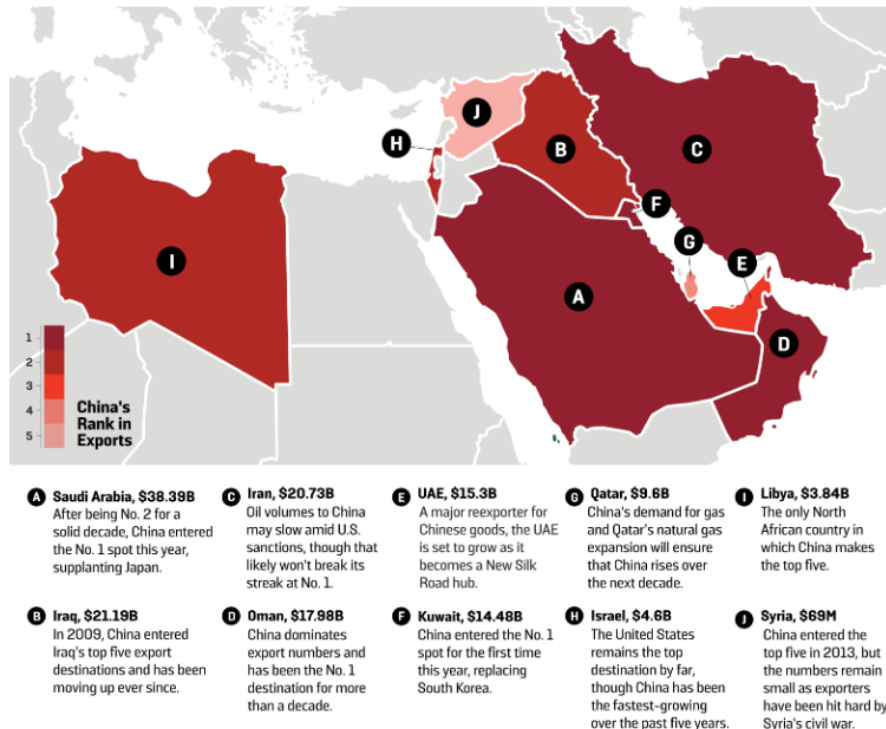 J
H
B
C
F
G
E
I
A
D
1
2
3
4
5
China's
Rank in
Exports
A Saudi Arabia, $38.39B
After being No. 2 for a
solid decade, China entered
the No. 1 spot this year,
supplanting Japan.
B Iraq, $21.19B
In 2009, China entered
Iraq's top five export
destinations and has been
moving up ever since.
C Iran, $20.73B
Oil volumes to China
may slow amid U.S.
sanctions, though that
likely won't break its
streak at No. 1.
D Oman, $17.98B
China dominates
export numbers and
has been the No. 1
destination for more
than a decade.
E UAE, $15.3B
A major reexporter for
Chinese goods, the UAE
is set to grow as it
becomes a New Silk
Road hub.
F Kuwait, $14.48B
China entered the No. 1
spot for the first time
this year, replacing
South Korea.
G Qatar, $9.6B
China's demand for gas
and Qatar's natural gas
expansion will ensure
that China rises over
the next decade.
H Israel, $4.6B
The United States
remains the top
destination by far,
though China has been
the fastest-growing
over the past five years.
I Libya, $3.84B
The only North
African country in
which China makes
the top five.
J Syria, $69M
China entered the
top five in 2013, but
the numbers remain
small as exporters
have been hit hard by
Syria's civil war.